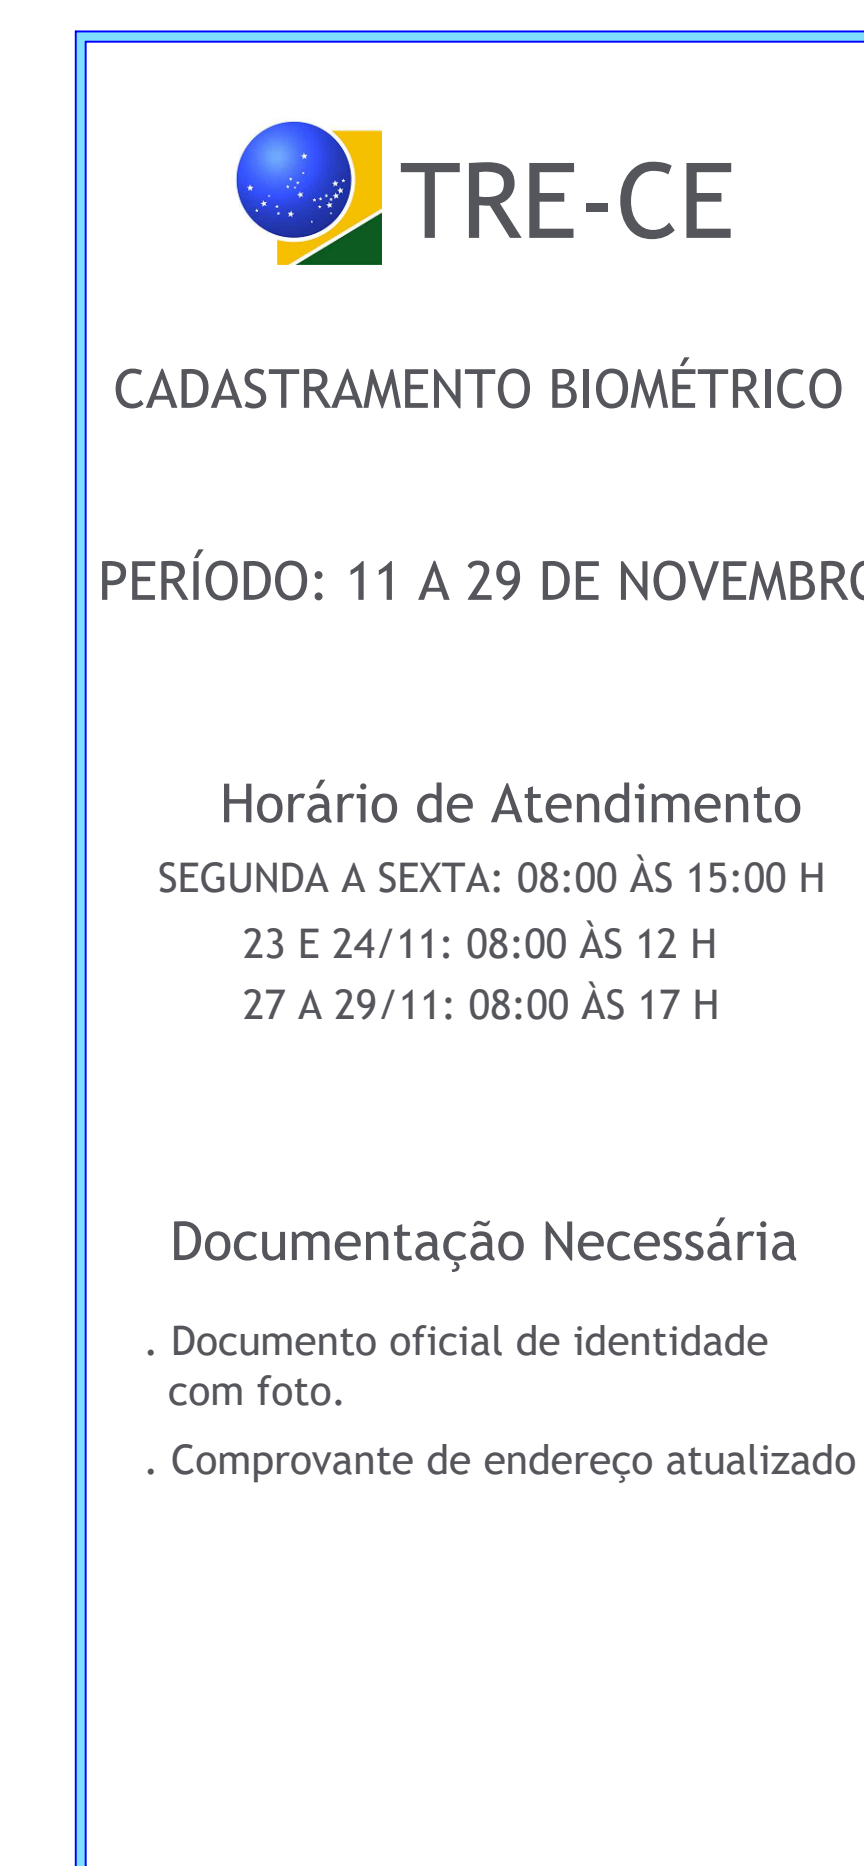 TRE-CE
CADASTRAMENTO BIOMÉTRICO
PERÍODO: 11 A 29 DE NOVEMBRO
Horário de Atendimento
SEGUNDA A SEXTA: 08:00 ÀS 15:00 H
23 E 24/11: 08:00 ÀS 12 H
27 A 29/11: 08:00 ÀS 17 H
Documentação Necessária
. Documento oficial de identidade
com foto.
. Comprovante de endereço atualizado